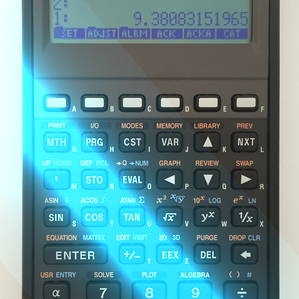 2:
1: 9.38083151965
SET ADJST ALRM ACK ACKA CAT
A B C D E F
PRINT I/O MODES MEMORY LIBRARY PREV
MTH G PRG H CST I VAR J ▲ K NXT L
UP HOME DEF RCL →Q →NUM GRAPH REVIEW SWAP
' M STO N EVAL O ◀ P ▼ Q ▶ R
ASIN ∂ ACOS ∫ ATAN Σ x² ˣ√y 10ˣ LOG eˣ LN
SIN S COS T TAN U √x V yˣ W 1/x X
EQUATION MATRIX EDIT VISIT 2D 3D PURGE DROP CLR
ENTER +/− Y EEX Z DEL
USR ENTRY SOLVE PLOT ALGEBRA ( ) #
α 7 8 9 ÷